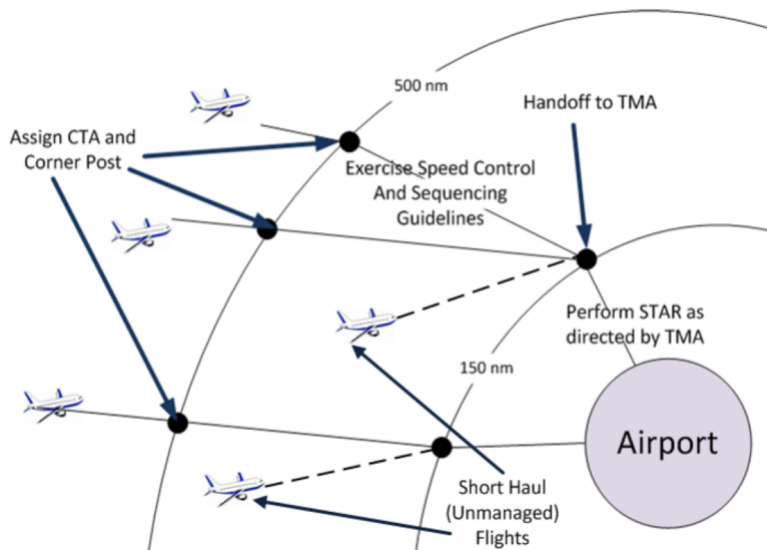 500 nm
Handoff to TMA
Assign CTA and
Corner Post
Exercise Speed Control
And Sequencing
Guidelines
Perform STAR as
directed by TMA
150 nm
Airport
Short Haul
(Unmanaged)
Flights